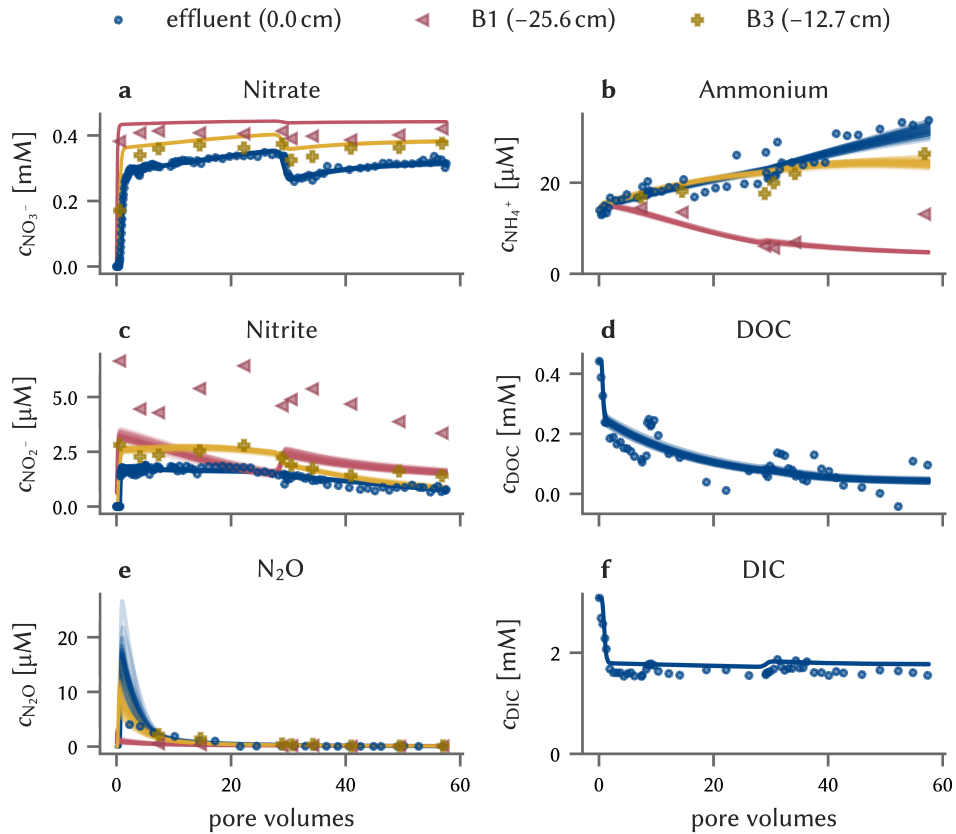 effluent (0.0 cm) B1 (−25.6 cm) B3 (−12.7 cm)
a Nitrate
c_NO₃⁻ [mM]
0.4
0.2
0.0
b Ammonium
c_NH₄⁺ [µM]
20
0
c Nitrite
c_NO₂⁻ [µM]
5.0
2.5
0.0
d DOC
c_DOC [mM]
0.4
0.2
0.0
e N₂O
c_N₂O [µM]
20
10
0
0 20 40 60
pore volumes
f DIC
c_DIC [mM]
2
0
0 20 40 60
pore volumes